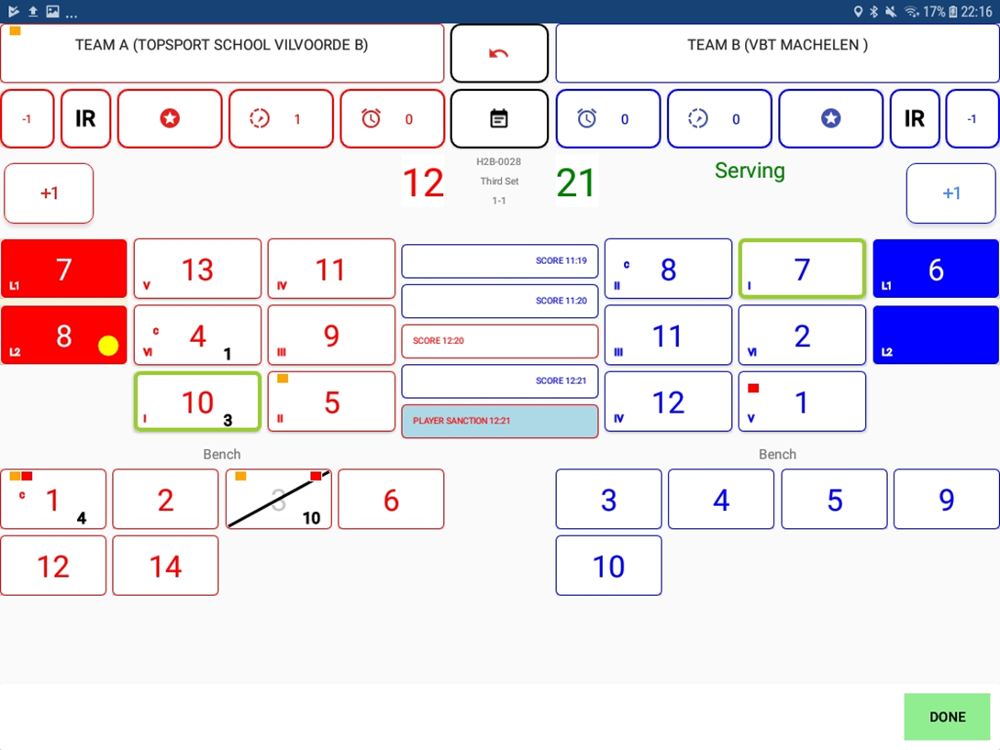 ... 17% 22:16
TEAM A (TOPSPORT SCHOOL VILVOORDE B) TEAM B (VBT MACHELEN )
-1 IR 1 0 0 0 IR -1
+1 12 H2B-0028 21 Serving +1
Third Set
1-1
7 L1 13 V 11 IV SCORE 11:19 C 8 II 7 I 6 L1
SCORE 11:20
8 L2 C 4 VI 1 9 III SCORE 12:20 11 III 2 VI L2
SCORE 12:21
10 I 3 5 II PLAYER SANCTION 12:21 12 IV 1 V
Bench Bench
C 1 4 2 3 10 6 3 4 5 9
12 14 10
DONE